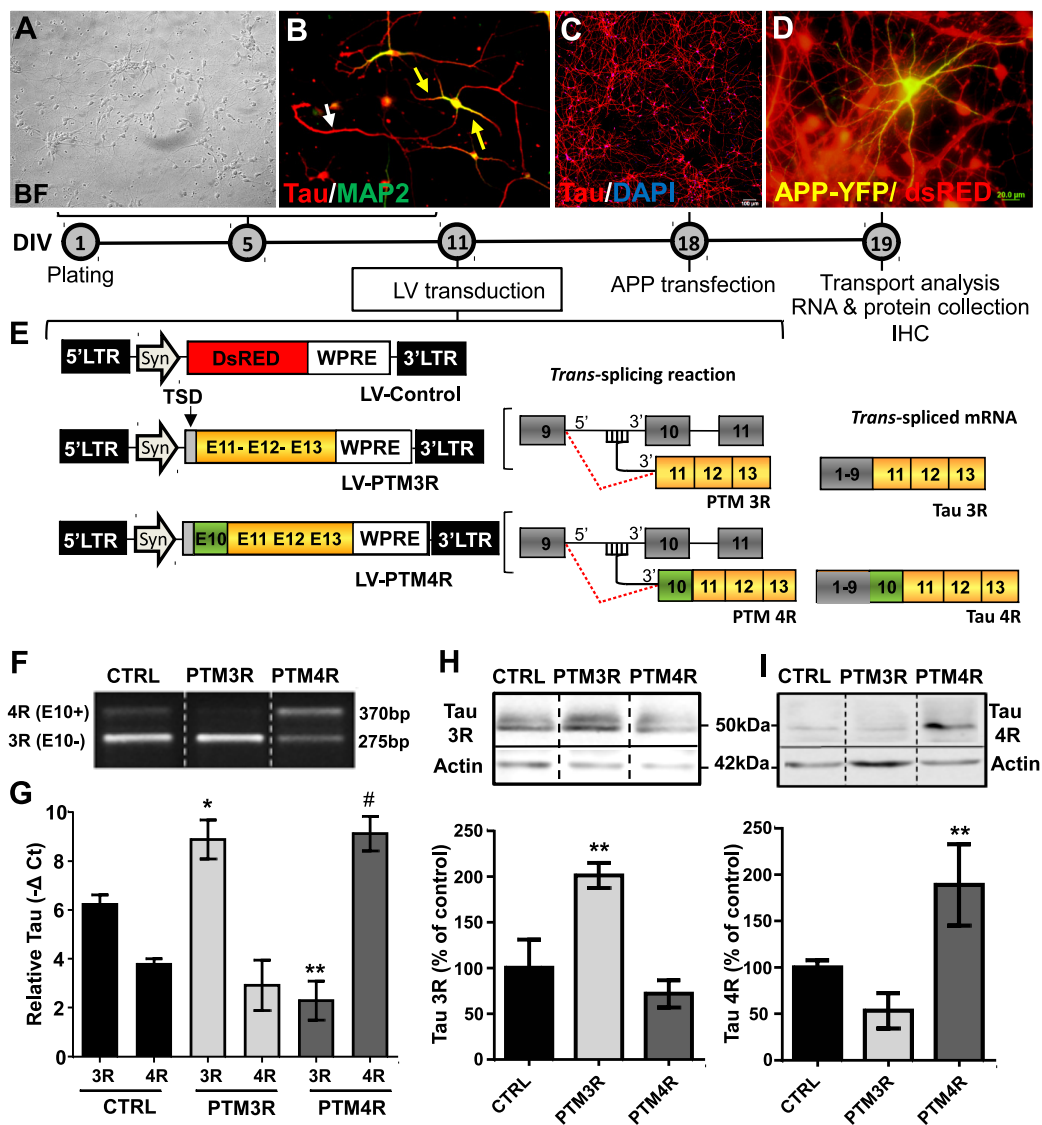 A
BF
B
Tau/MAP2
C
Tau/DAPI
100 µm
D
APP-YFP/ dsRED
20.0 µm
DIV
1
5
11
18
19
Plating
LV transduction
APP transfection
Transport analysis
RNA & protein collection
IHC
E
5'LTR
Syn
DsRED
WPRE
3'LTR
LV-Control
TSD
5'LTR
Syn
E11- E12- E13
WPRE
3'LTR
LV-PTM3R
5'LTR
Syn
E10
E11 E12 E13
WPRE
3'LTR
LV-PTM4R
Trans-splicing reaction
Trans-spliced mRNA
9
5'
3'
10
11
3'
11
12
13
PTM 3R
1-9
11
12
13
Tau 3R
9
5'
3'
10
11
3'
10
11
12
13
PTM 4R
1-9
10
11
12
13
Tau 4R
F
CTRL
PTM3R
PTM4R
4R (E10+)
370bp
3R (E10-)
275bp
H
CTRL
PTM3R
PTM4R
Tau
3R
Actin
50kDa
42kDa
I
CTRL
PTM3R
PTM4R
Tau
4R
Actin
G
Relative Tau (-Δ Ct)
10
8
6
4
2
0
*
**
#
3R
4R
3R
4R
3R
4R
CTRL
PTM3R
PTM4R
Tau 3R (% of control)
250
200
150
100
50
0
**
CTRL
PTM3R
PTM4R
Tau 4R (% of control)
250
200
150
100
50
0
**
CTRL
PTM3R
PTM4R